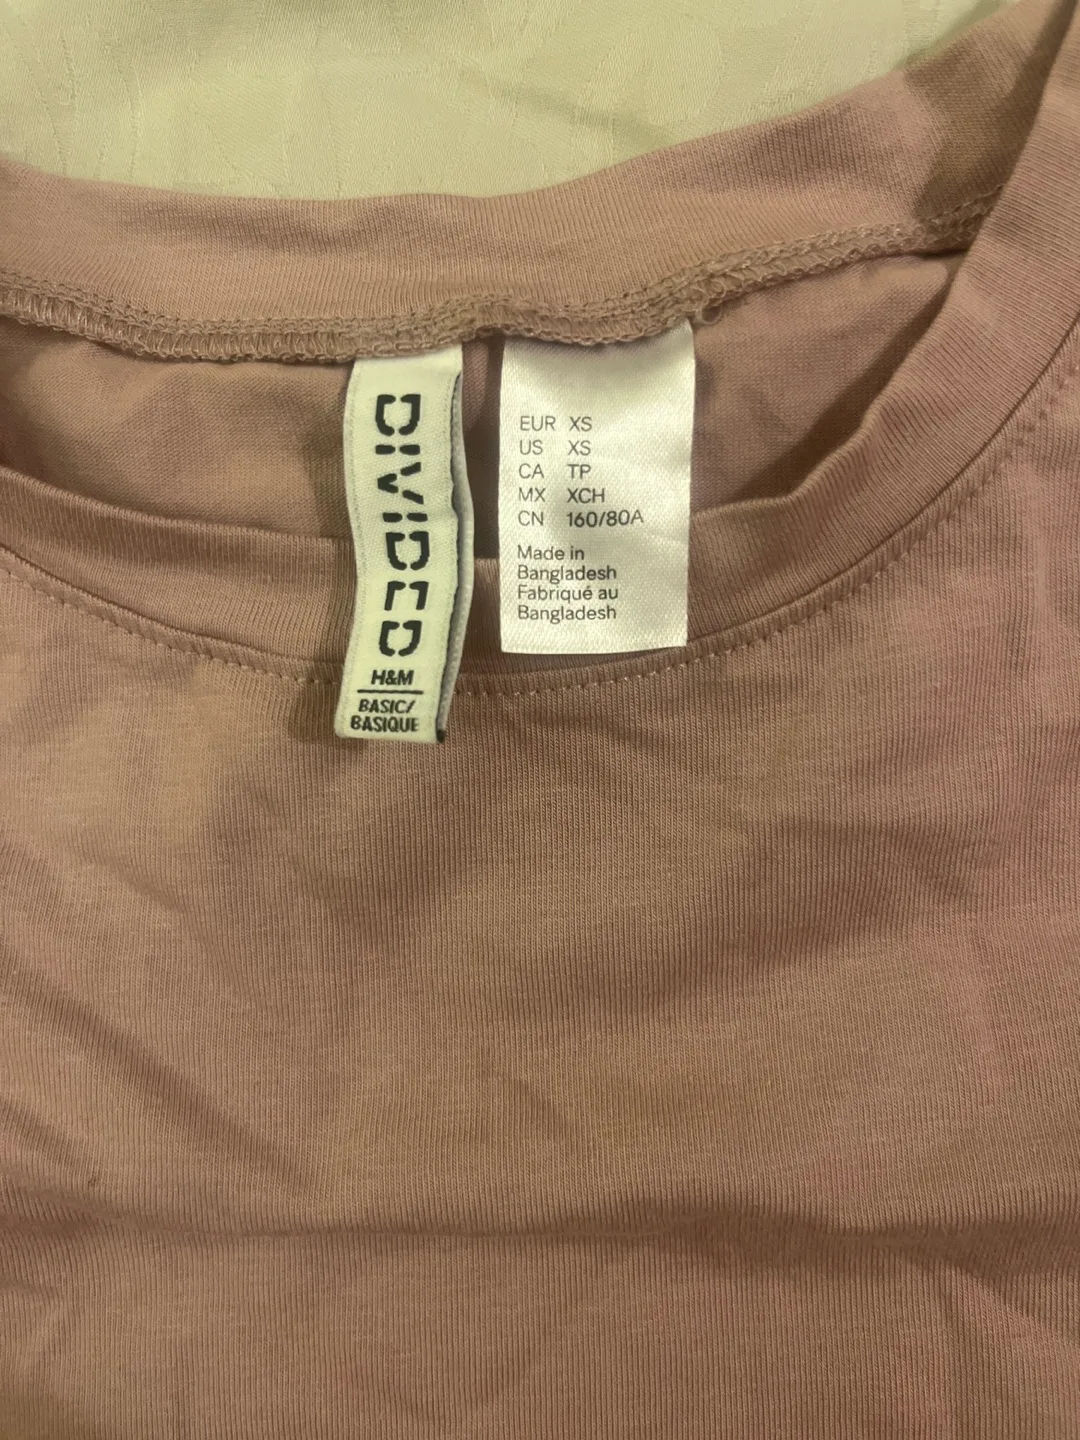 DIVIDED
H&M
BASIC/
BASIQUE
EUR XS
US XS
CA TP
MX XCH
CN 160/80A
Made in
Bangladesh
Fabriqué au
Bangladesh